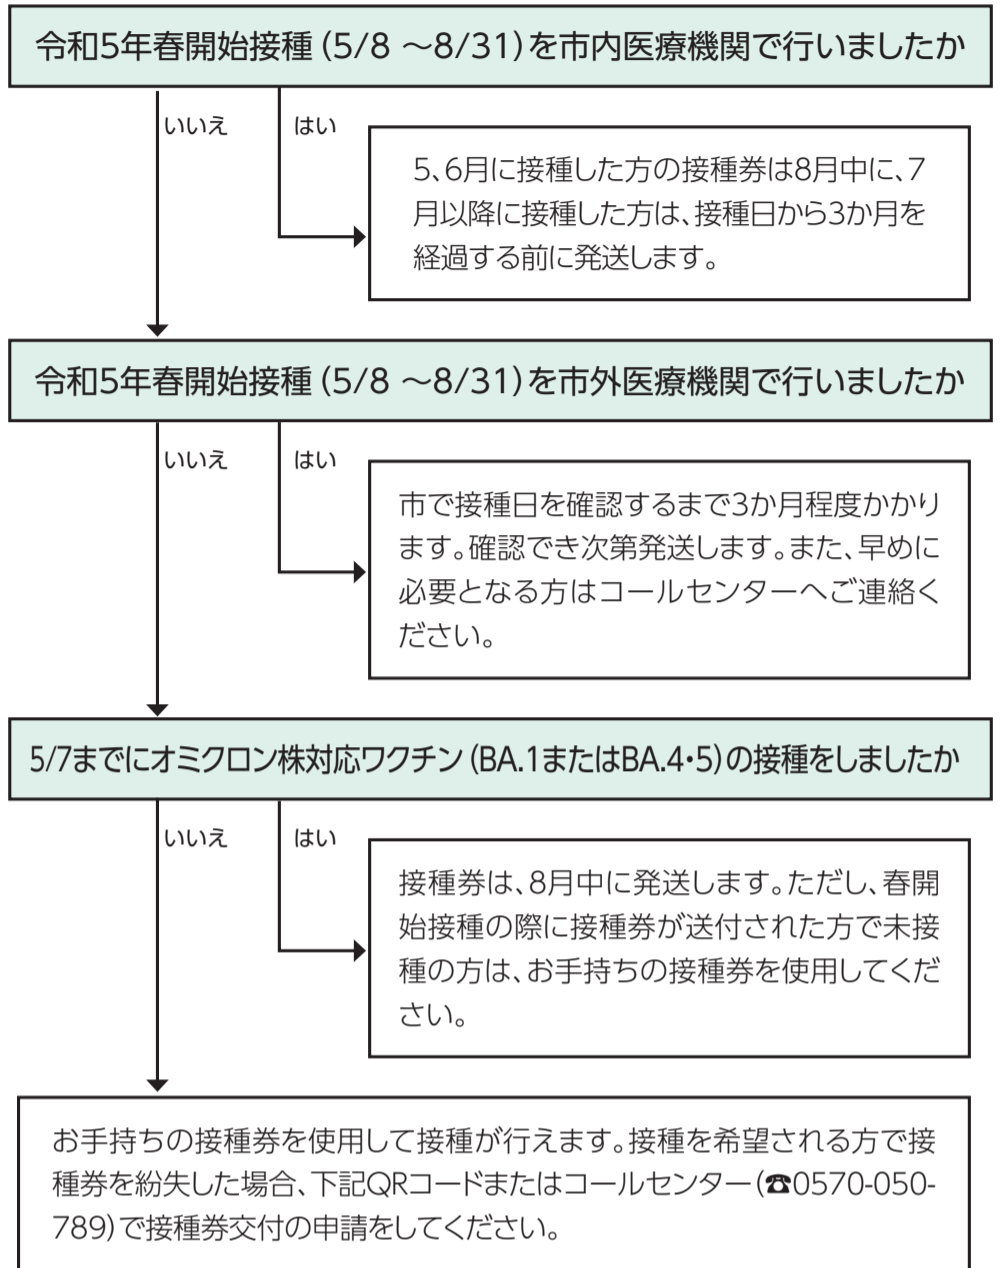 令和5年春開始接種（5/8 ～8/31）を市内医療機関で行いましたか
いいえ
はい
5、6月に接種した方の接種券は8月中に、7
月以降に接種した方は、接種日から3か月を
経過する前に発送します。
令和5年春開始接種（5/8 ～8/31）を市外医療機関で行いましたか
いいえ
はい
市で接種日を確認するまで3か月程度かかり
ます。確認でき次第発送します。また、早めに
必要となる方はコールセンターへご連絡く
ださい。
5/7までにオミクロン株対応ワクチン（BA.1またはBA.4・5）の接種をしましたか
いいえ
はい
接種券は、8月中に発送します。ただし、春開
始接種の際に接種券が送付された方で未接
種の方は、お手持ちの接種券を使用してくだ
さい。
お手持ちの接種券を使用して接種が行えます。接種を希望される方で接
種券を紛失した場合、下記QRコードまたはコールセンター（☎0570-050-
789）で接種券交付の申請をしてください。